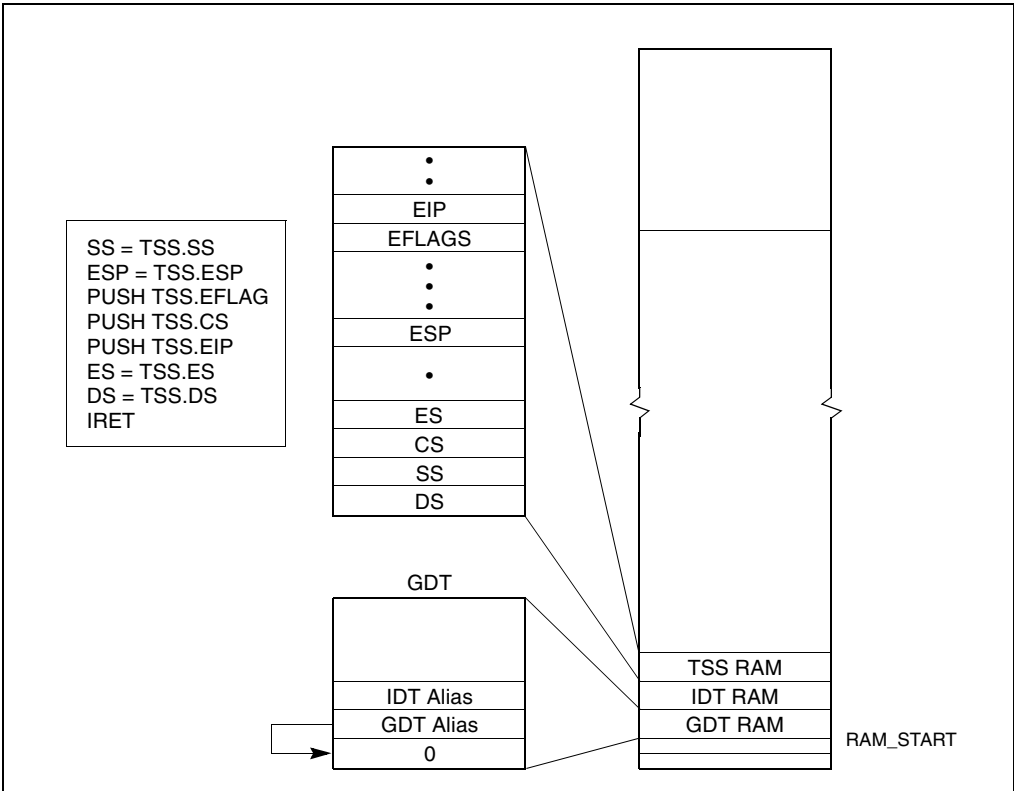 SS = TSS.SS
ESP = TSS.ESP
PUSH TSS.EFLAG
PUSH TSS.CS
PUSH TSS.EIP
ES = TSS.ES
DS = TSS.DS
IRET
EIP
EFLAGS
ESP
ES
CS
SS
DS
GDT
IDT Alias
GDT Alias
0
TSS RAM
IDT RAM
GDT RAM
RAM_START